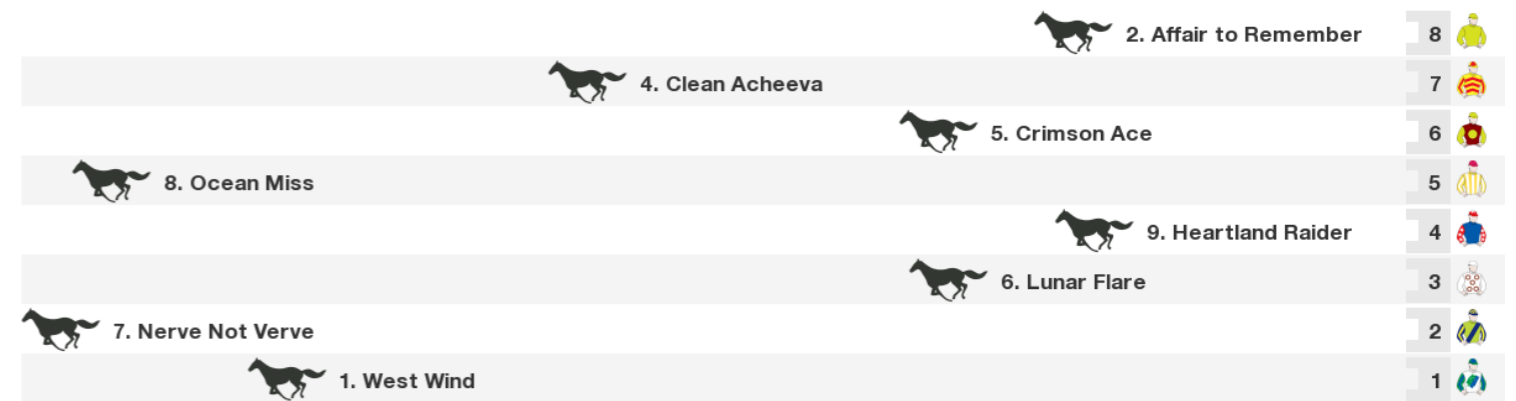 2. Affair to Remember 8
4. Clean Acheeva 7
5. Crimson Ace 6
8. Ocean Miss 5
9. Heartland Raider 4
6. Lunar Flare 3
7. Nerve Not Verve 2
1. West Wind 1